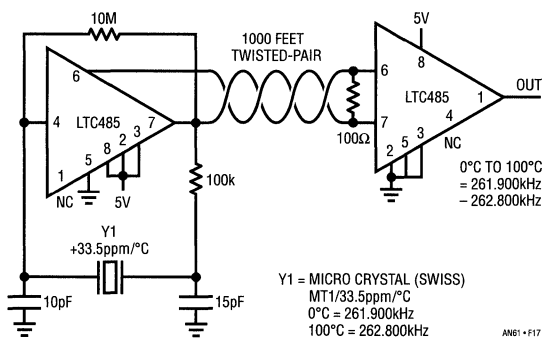 10M
1000 FEET
TWISTED-PAIR
5V
6
8
6
4
LTC485
7
LTC485
1
OUT
4
NC
100Ω
7
2
5
3
1
NC
5
8
2
3
5V
100k
0°C TO 100°C
= 261.900kHz
– 262.800kHz
Y1
+33.5ppm/°C
10pF
15pF
Y1 = MICRO CRYSTAL (SWISS)
MT1/33.5ppm/°C
0°C = 261.900kHz
100°C = 262.800kHz
AN61 • F17